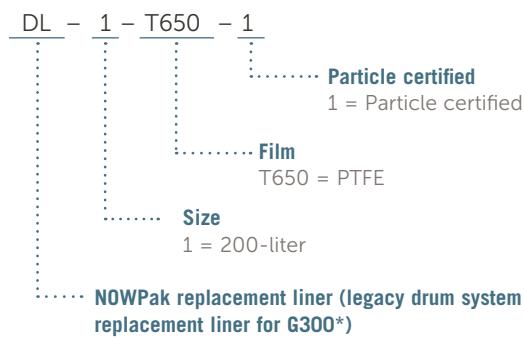 DL – 1 – T650 – 1
Particle certified
1 = Particle certified
Film
T650 = PTFE
Size
1 = 200-liter
NOWPak replacement liner (legacy drum system
replacement liner for G300*)